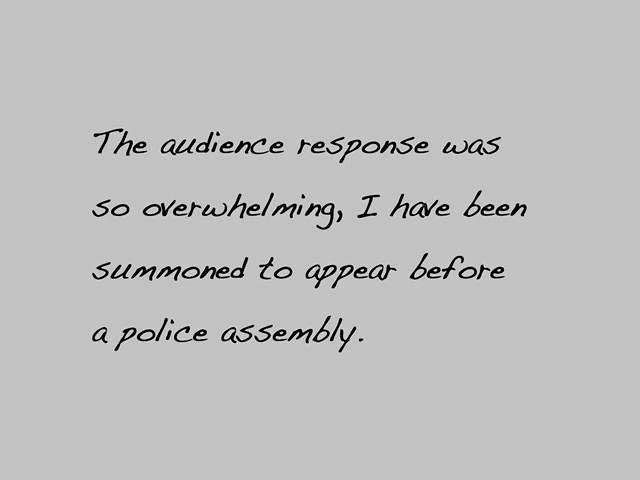 The audience response was
so overwhelming, I have been
summoned to appear before
a police assembly.